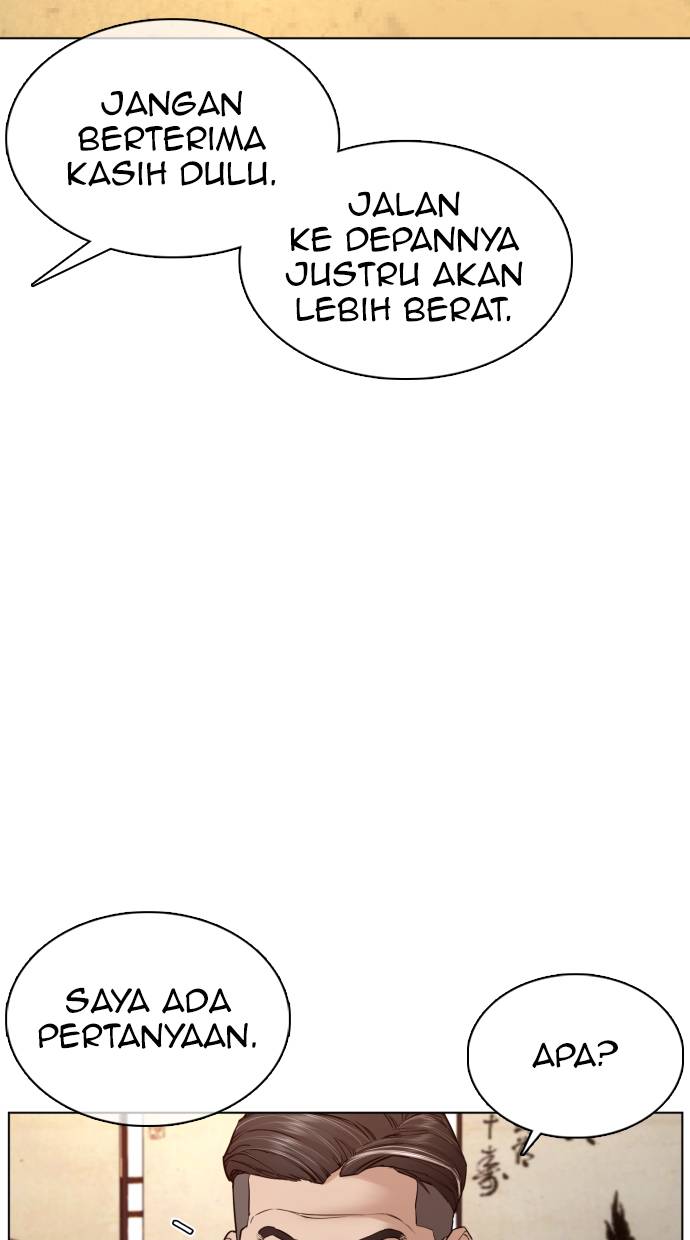 JANGAN
BERTERIMA
KASIH DULU.
JALAN
KE DEPANNYA
JUSTRU AKAN
LEBIH BERAT.
SAYA ADA
PERTANYAAN.
APA?